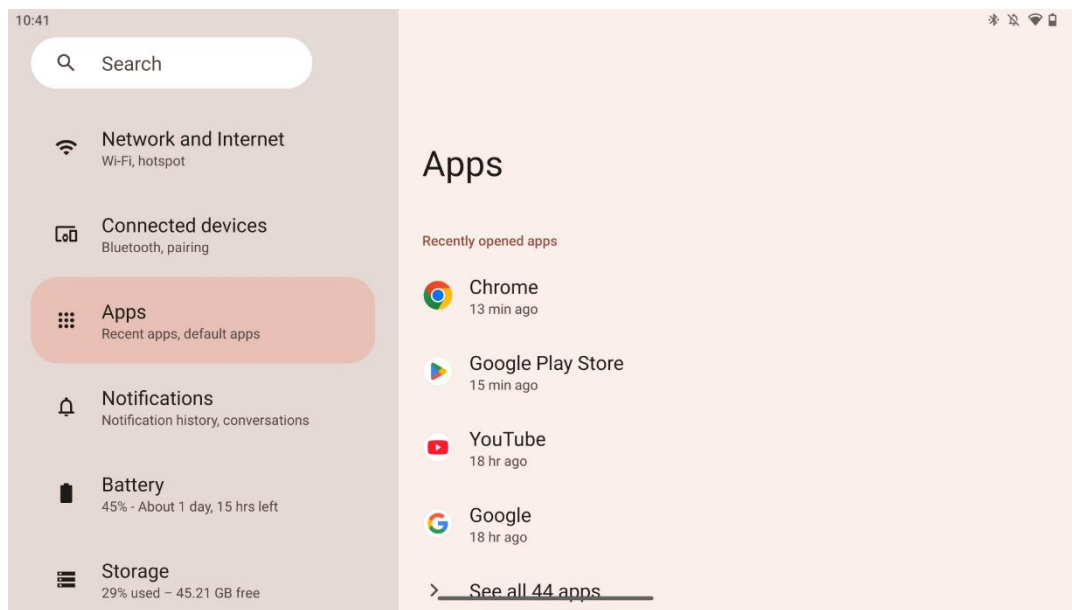 10:41
Search
Network and Internet
Wi-Fi, hotspot
Connected devices
Bluetooth, pairing
Apps
Recent apps, default apps
Notifications
Notification history, conversations
Battery
45% - About 1 day, 15 hrs left
Storage
29% used – 45.21 GB free
Apps
Recently opened apps
Chrome
13 min ago
Google Play Store
15 min ago
YouTube
18 hr ago
Google
18 hr ago
See all 44 apps